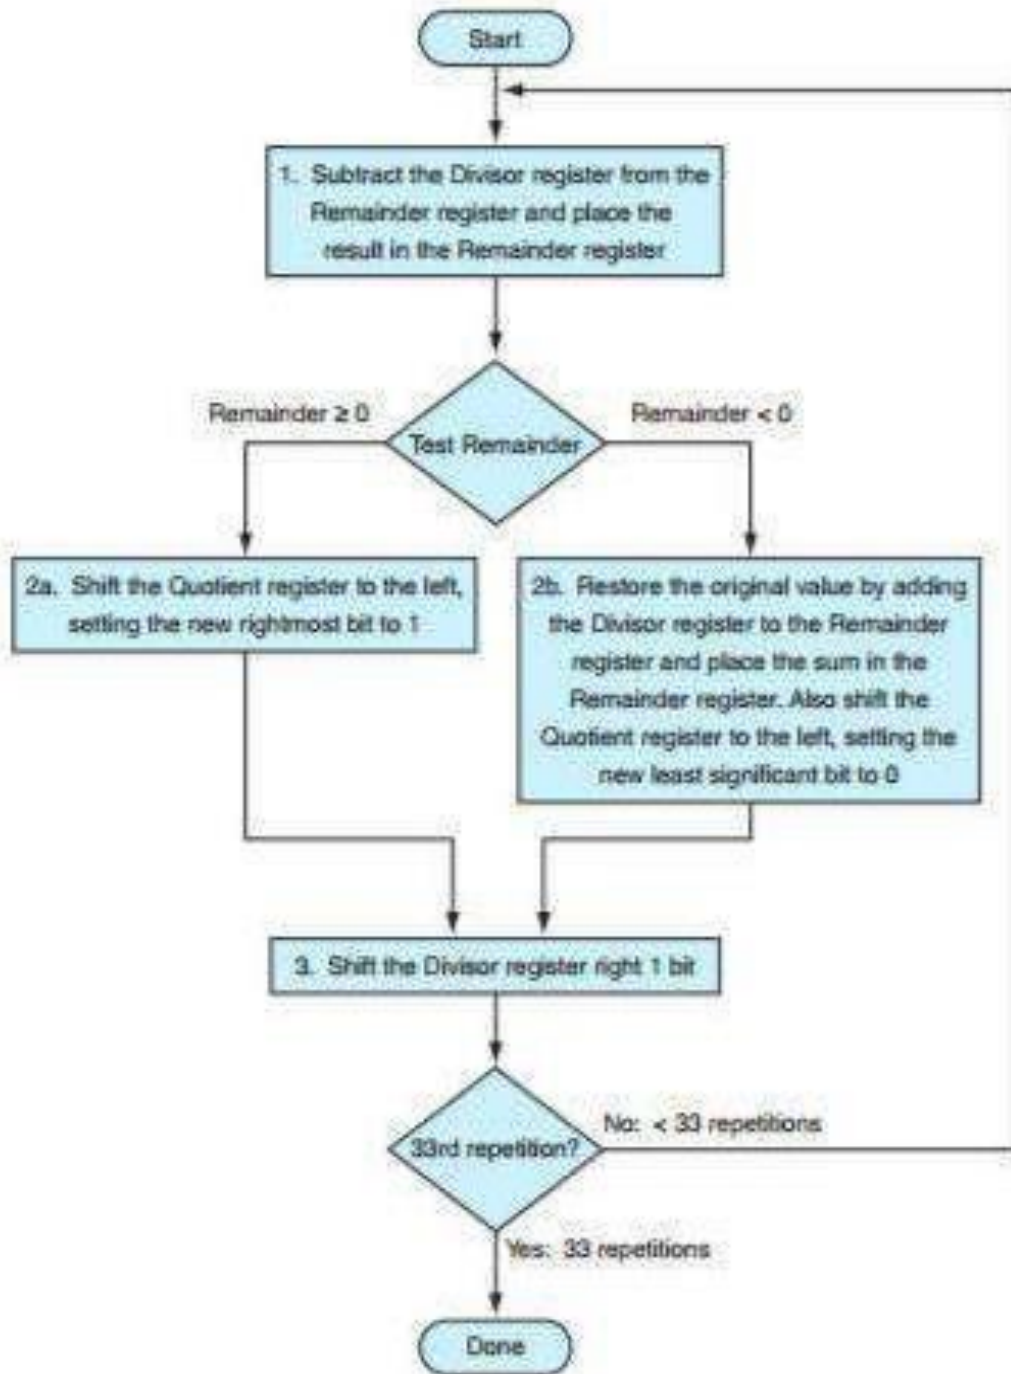 Start
1. Subtract the Divisor register from the
Remainder register and place the
result in the Remainder register
Test Remainder
Remainder ≥ 0
Remainder < 0
2a. Shift the Quotient register to the left,
setting the new rightmost bit to 1
2b. Restore the original value by adding
the Divisor register to the Remainder
register and place the sum in the
Remainder register. Also shift the
Quotient register to the left, setting the
new least significant bit to 0
3. Shift the Divisor register right 1 bit
33rd repetition?
No: < 33 repetitions
Yes: 33 repetitions
Done